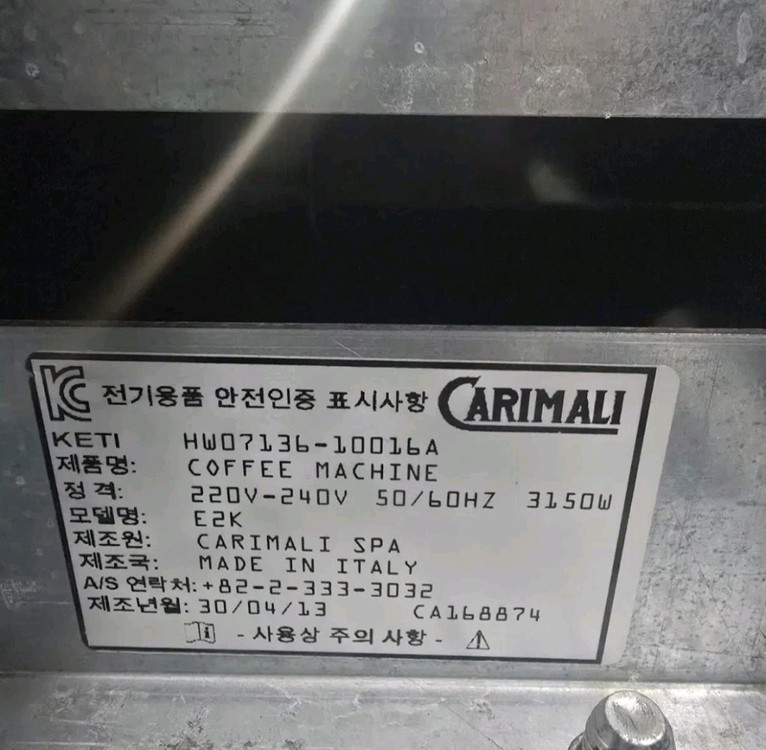 KC 전기용품 안전인증 표시사항 CARIMALI
KETI HW07136-10016A
제품명: COFFEE MACHINE
정 격: 220V-240V 50/60HZ 3150W
모델명: E2K
제조원: CARIMALI SPA
제조국: MADE IN ITALY
A/S 연락처: +82-2-333-3032
제조년월: 30/04/13 CA168874
- 사용상 주의 사항 -